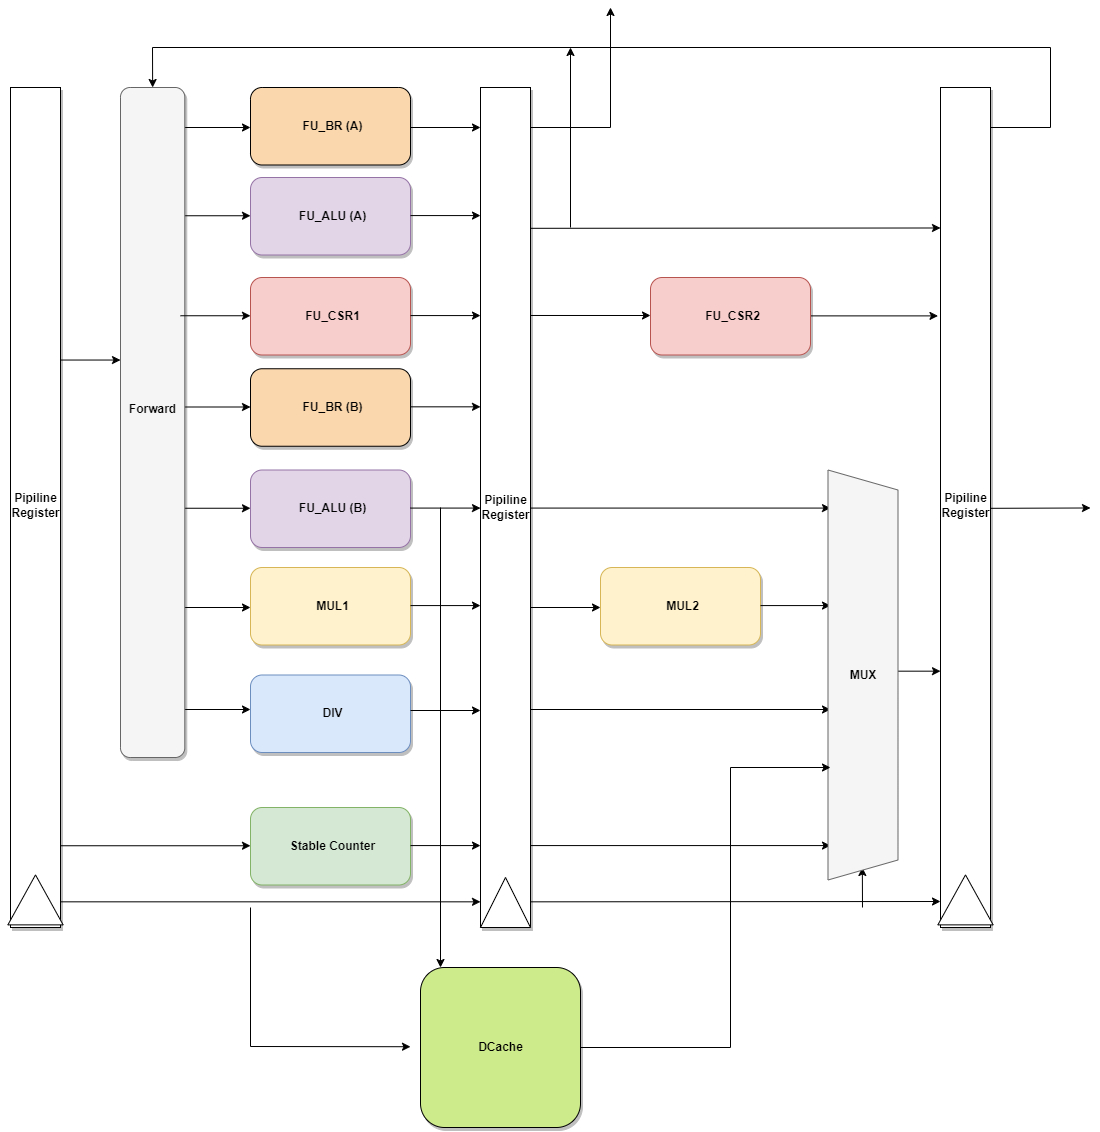 FU_BR (A)
FU_ALU (A)
FU_CSR1
FU_CSR2
FU_BR (B)
Forward
Pipiline
Register
FU_ALU (B)
Pipiline
Register
Pipiline
Register
MUL1
MUL2
MUX
DIV
Stable Counter
DCache